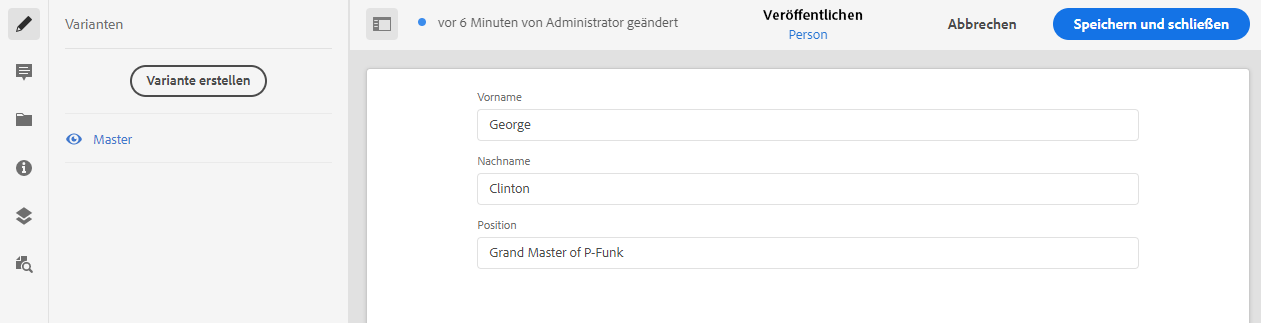 Varianten
Variante erstellen
Master
vor 6 Minuten von Administrator geändert
Veröffentlichen
Person
Abbrechen
Speichern und schließen
Vorname
George
Nachname
Clinton
Position
Grand Master of P-Funk